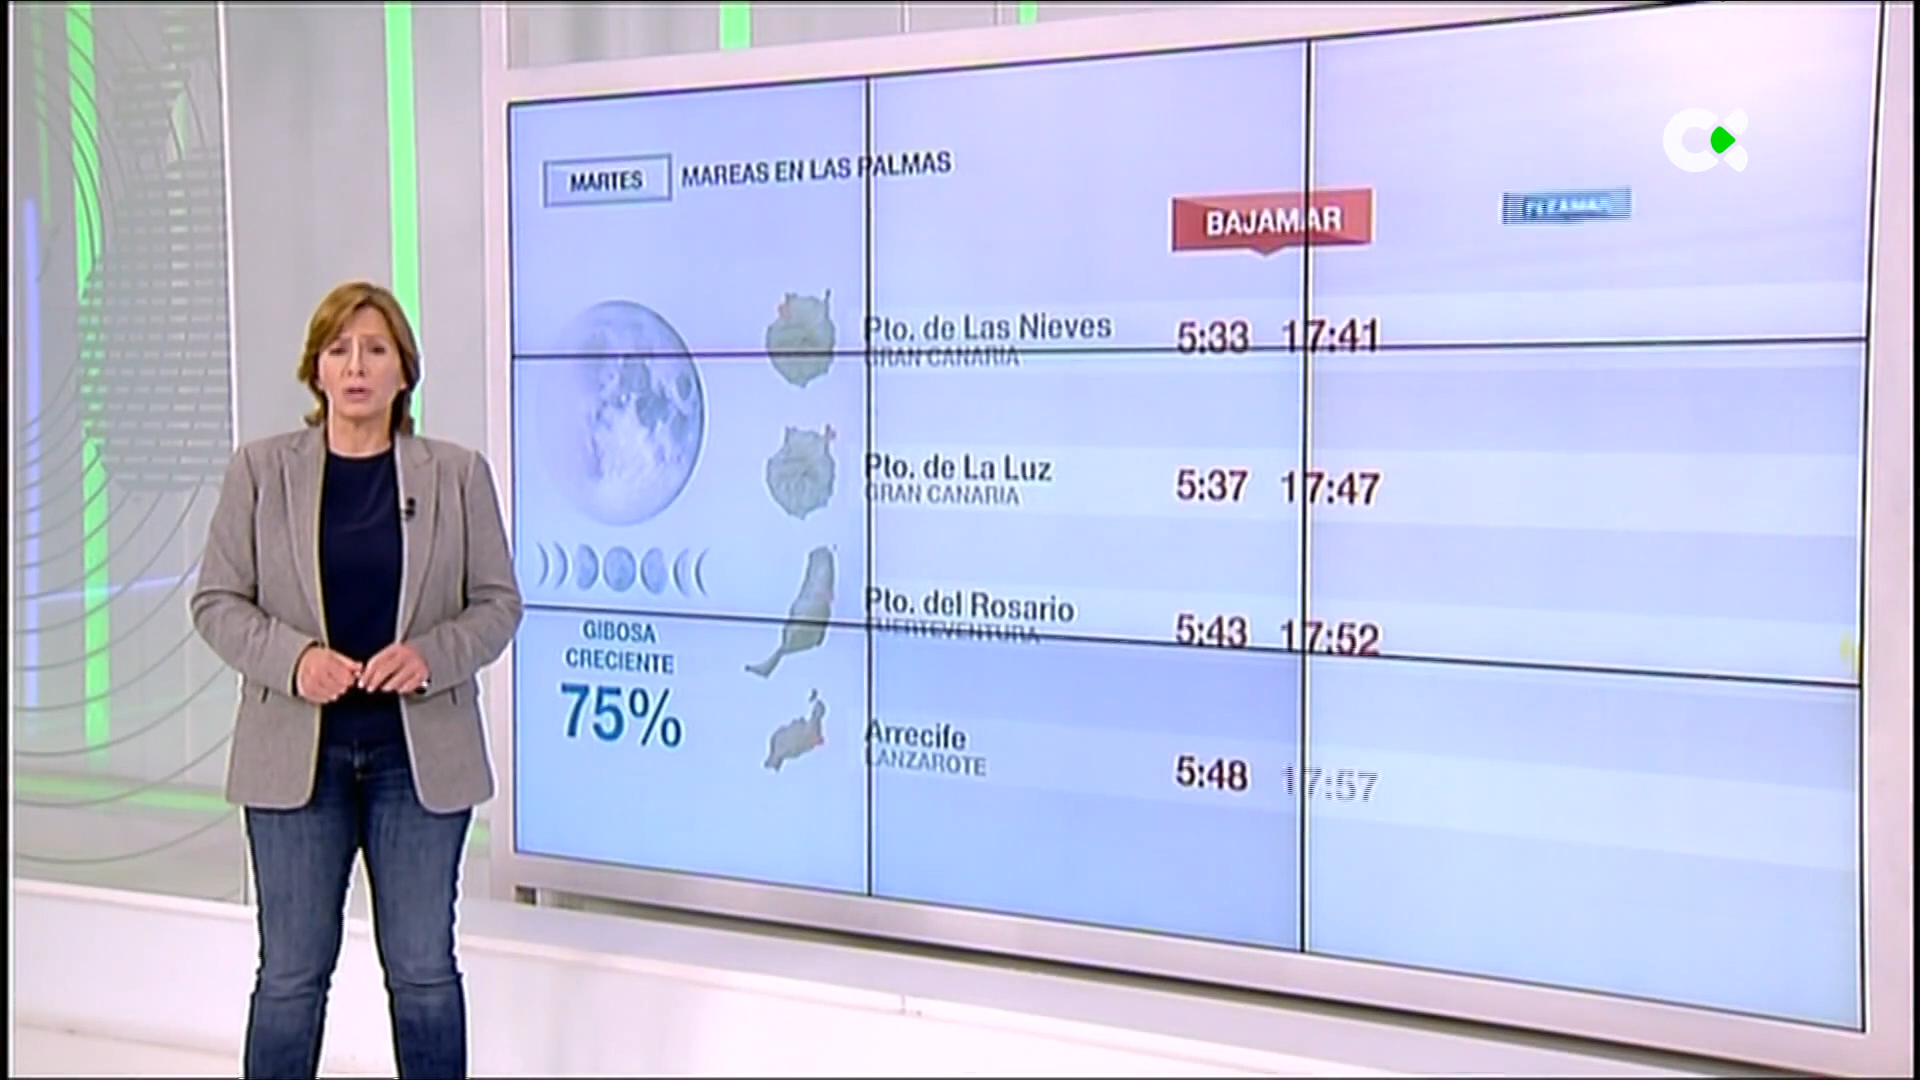 MARTES MAREAS EN LAS PALMAS
BAJAMAR
PLEAMAR
Pto. de Las Nieves 5:33 17:41
GRAN CANARIA
Pto. de La Luz 5:37 17:47
GRAN CANARIA
Pto. del Rosario 5:43 17:52
FUERTEVENTURA
Arrecife 5:48 17:57
LANZAROTE
GIBOSA
CRECIENTE
75%